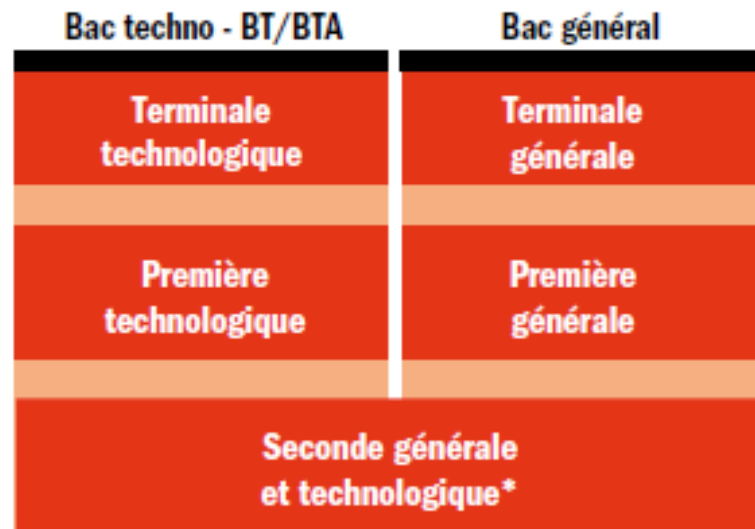 Bac techno - BT/BTA
Bac général
Terminale
technologique
Terminale
générale
Première
technologique
Première
générale
Seconde générale
et technologique*